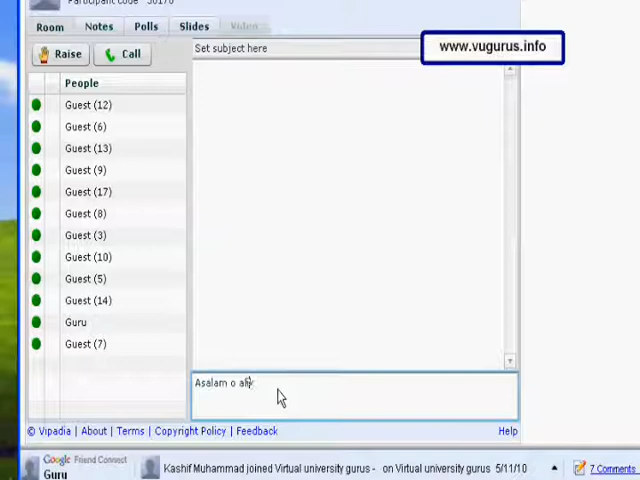 Participant code
Room Notes Polls Slides Video
Raise Call
Set subject here
www.vugurus.info
People
Guest (12)
Guest (6)
Guest (13)
Guest (9)
Guest (17)
Guest (8)
Guest (3)
Guest (10)
Guest (5)
Guest (14)
Guru
Guest (7)
Asalam o
© Vipadia | About | Terms | Copyright Policy | Feedback Help
Google Friend Connect
Guru
Kashif Muhammad joined Virtual university gurus - on Virtual university gurus 5/11/10
7 Comments